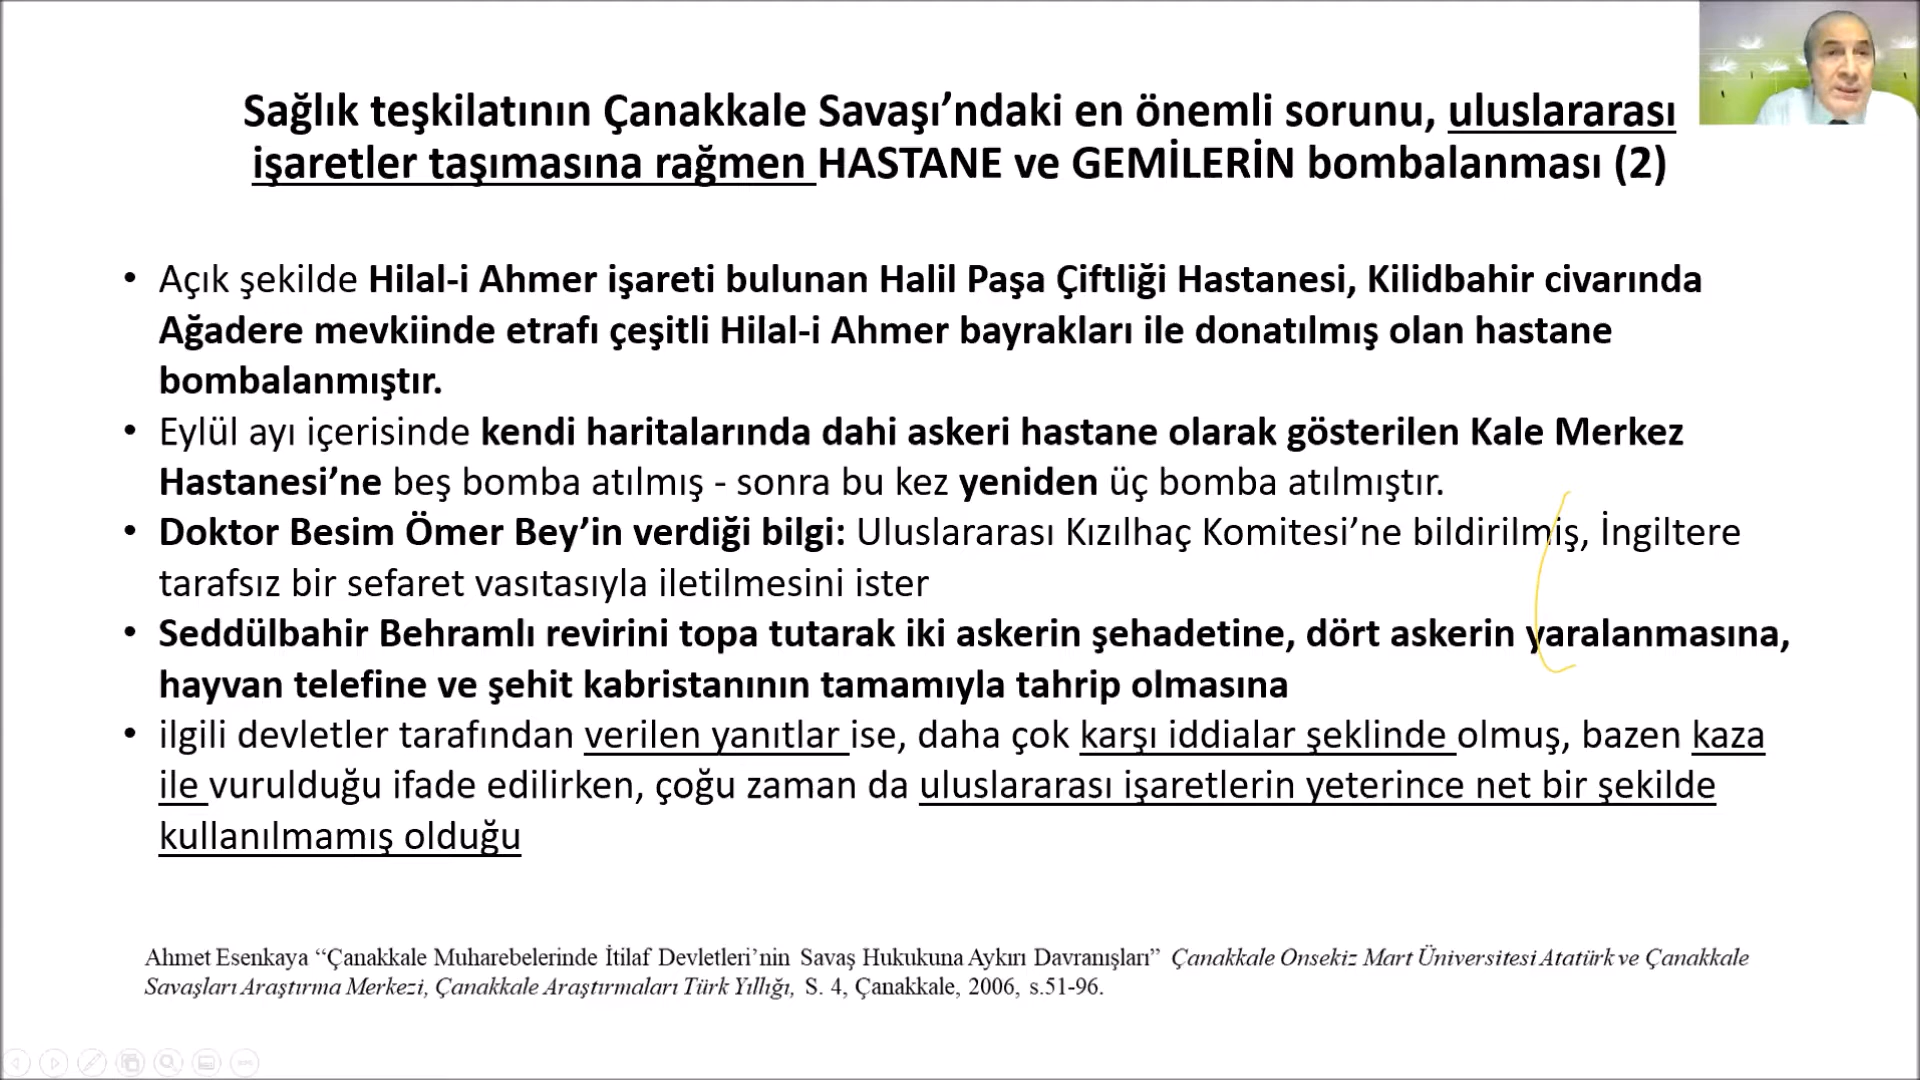 Sağlık teşkilatının Çanakkale Savaşı’ndaki en önemli sorunu, uluslararası
işaretler taşımasına rağmen HASTANE ve GEMİLERİN bombalanması (2)
• Açık şekilde Hilal-i Ahmer işareti bulunan Halil Paşa Çiftliği Hastanesi, Kilidbahir civarında
Ağadere mevkiinde etrafı çeşitli Hilal-i Ahmer bayrakları ile donatılmış olan hastane
bombalanmıştır.
• Eylül ayı içerisinde kendi haritalarında dahi askeri hastane olarak gösterilen Kale Merkez
Hastanesi’ne beş bomba atılmış - sonra bu kez yeniden üç bomba atılmıştır.
• Doktor Besim Ömer Bey’in verdiği bilgi: Uluslararası Kızılhaç Komitesi’ne bildirilmiş, İngiltere
tarafsız bir sefaret vasıtasıyla iletilmesini ister
• Seddülbahir Behramlı revirini topa tutarak iki askerin şehadetine, dört askerin yaralanmasına,
hayvan telefine ve şehit kabristanının tamamıyla tahrip olmasına
• ilgili devletler tarafından verilen yanıtlar ise, daha çok karşı iddialar şeklinde olmuş, bazen kaza
ile vurulduğu ifade edilirken, çoğu zaman da uluslararası işaretlerin yeterince net bir şekilde
kullanılmamış olduğu
Ahmet Esenkaya “Çanakkale Muharebelerinde İtilaf Devletleri’nin Savaş Hukukuna Aykırı Davranışları” Çanakkale Onsekiz Mart Üniversitesi Atatürk ve Çanakkale
Savaşları Araştırma Merkezi, Çanakkale Araştırmaları Türk Yıllığı, S. 4, Çanakkale, 2006, s.51-96.